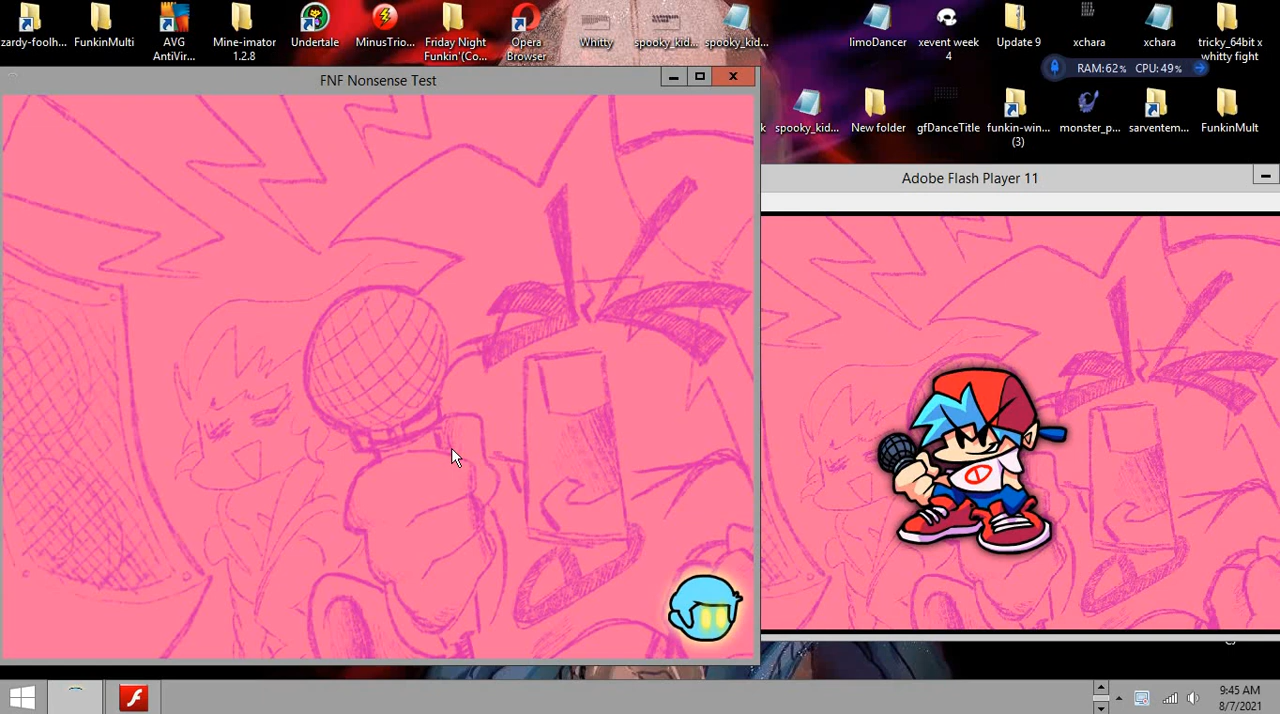 zardy-foolh...
FunkinMulti
AVG
AntiVir...
Mine-imator
1.2.8
Undertale
MinusTrio...
Friday Night
Funkin'(Co...
Opera
Browser
Whitty
spooky_kid...
spooky_kid...
limoDancer
xevent week
4
Update 9
xchara
xchara
tricky_64bit x
whitty fight
RAM:62% CPU:49%
FNF Nonsense Test
k
spooky_kid...
New folder
gfDanceTitle
funkin-win...
(3)
monster_p...
sarventem...
FunkinMult
Adobe Flash Player 11
9:45 AM
8/7/2021